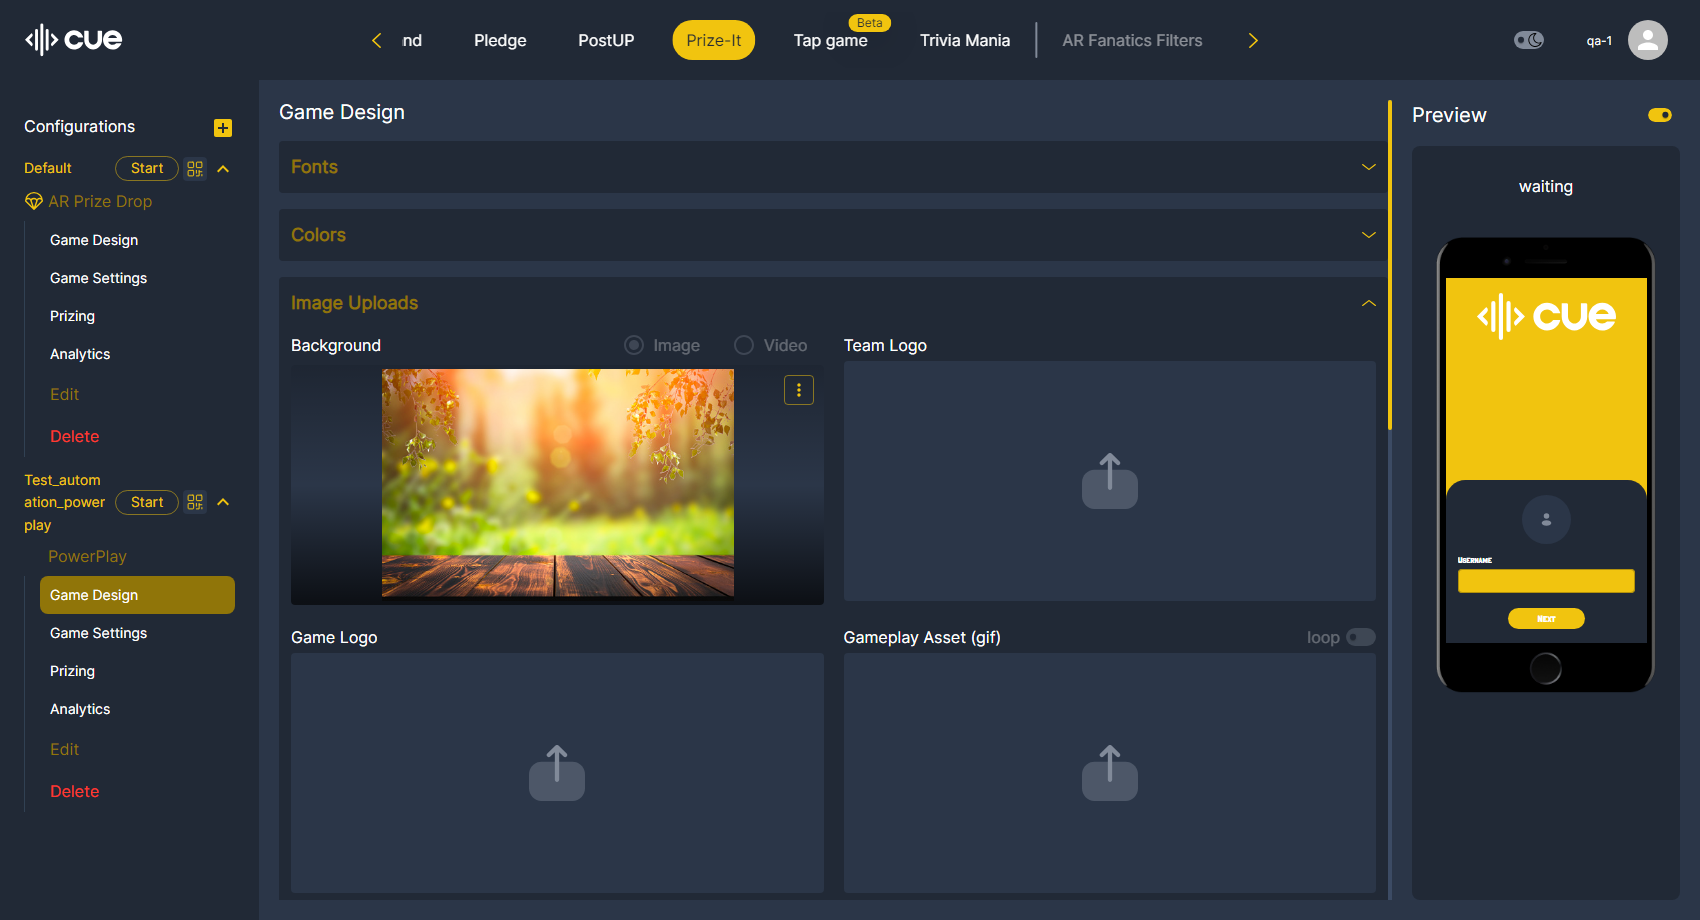 cue
nd
Pledge
PostUP
Prize-It
Beta
Tap game
Trivia Mania
AR Fanatics Filters
qa-1
Configurations
Default
Start
AR Prize Drop
Game Design
Game Settings
Prizing
Analytics
Edit
Delete
Test_autom
ation_power
play
Start
PowerPlay
Game Design
Game Settings
Prizing
Analytics
Edit
Delete
Game Design
Fonts
Colors
Image Uploads
Background
Image
Video
Team Logo
Game Logo
Gameplay Asset (gif)
loop
Preview
waiting
cue
Username
Next